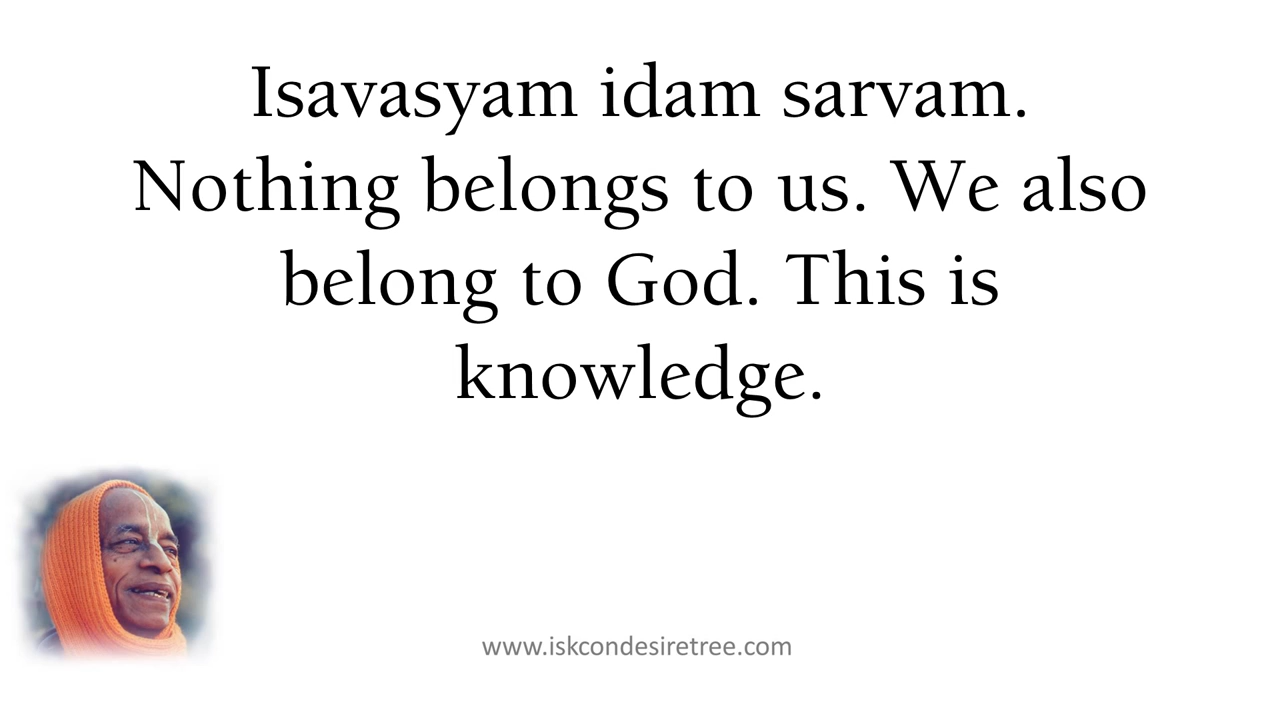 Isavasyam idam sarvam.
Nothing belongs to us. We also
belong to God. This is
knowledge.
www.iskcondesiretree.com